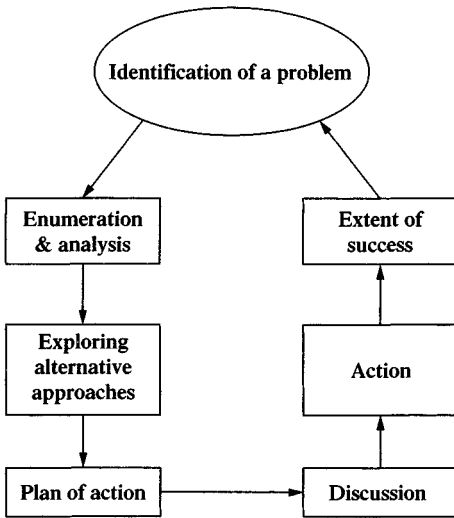 Identification of a problem
Enumeration
& analysis
Extent of
success
Exploring
alternative
approaches
Action
Plan of action
Discussion